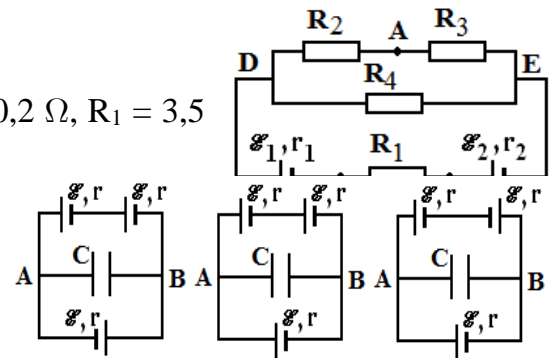 R₂ A R₃
D E
R₄
0,2 Ω, R₁ = 3,5
ℰ₁, r₁ R₁ ℰ₂, r₂
ℰ, r ℰ, r ℰ, r ℰ, r ℰ, r ℰ, r
C C C
A B A B A B
ℰ, r ℰ, r ℰ, r